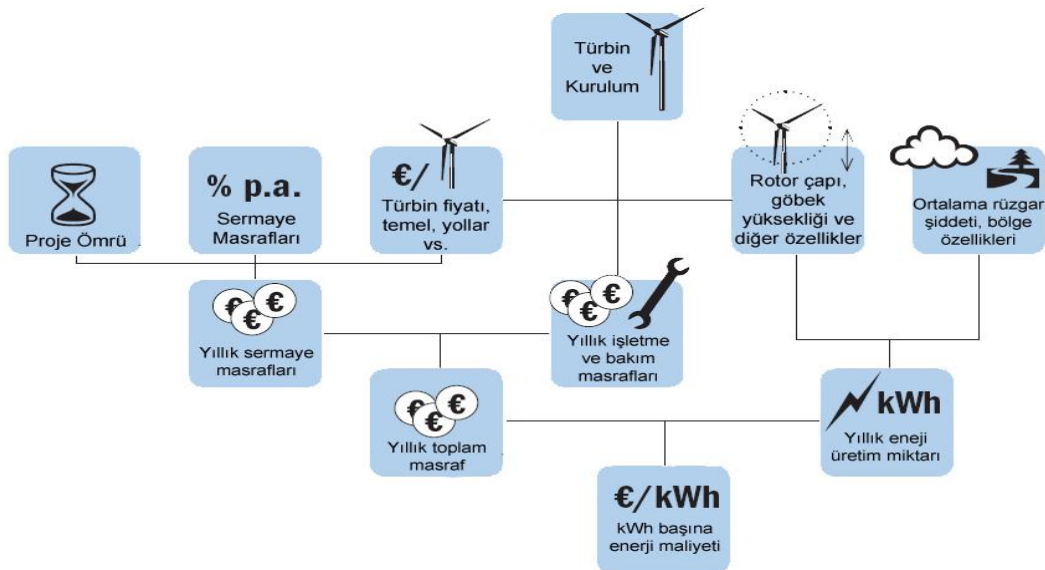 Türbin
ve
Kurulum
Proje Ömrü
% p.a.
Sermaye
Masrafları
€/
Türbin fiyatı,
temel, yollar
vs.
Rotor çapı,
göbek
yüksekliği ve
diğer özellikler
Ortalama rüzgar
şiddeti, bölge
özellikleri
€ € €
Yıllık sermaye
masrafları
€ € €
Yıllık işletme
ve bakım
masrafları
€ € €
Yıllık toplam
masraf
kWh
Yıllık eneji
üretim miktarı
€/kWh
kWh başına
enerji maliyeti